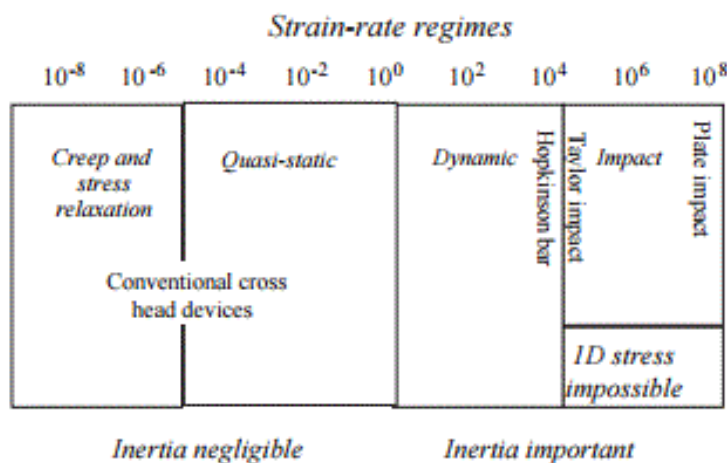 Strain-rate regimes
10⁻⁸ 10⁻⁶ 10⁻⁴ 10⁻² 10⁰ 10² 10⁴ 10⁶ 10⁸
Creep and
stress
relaxation
Quasi-static
Dynamic
Hopkinson bar
Taylor impact
Impact
Plate impact
Conventional cross
head devices
1D stress
impossible
Inertia negligible
Inertia important